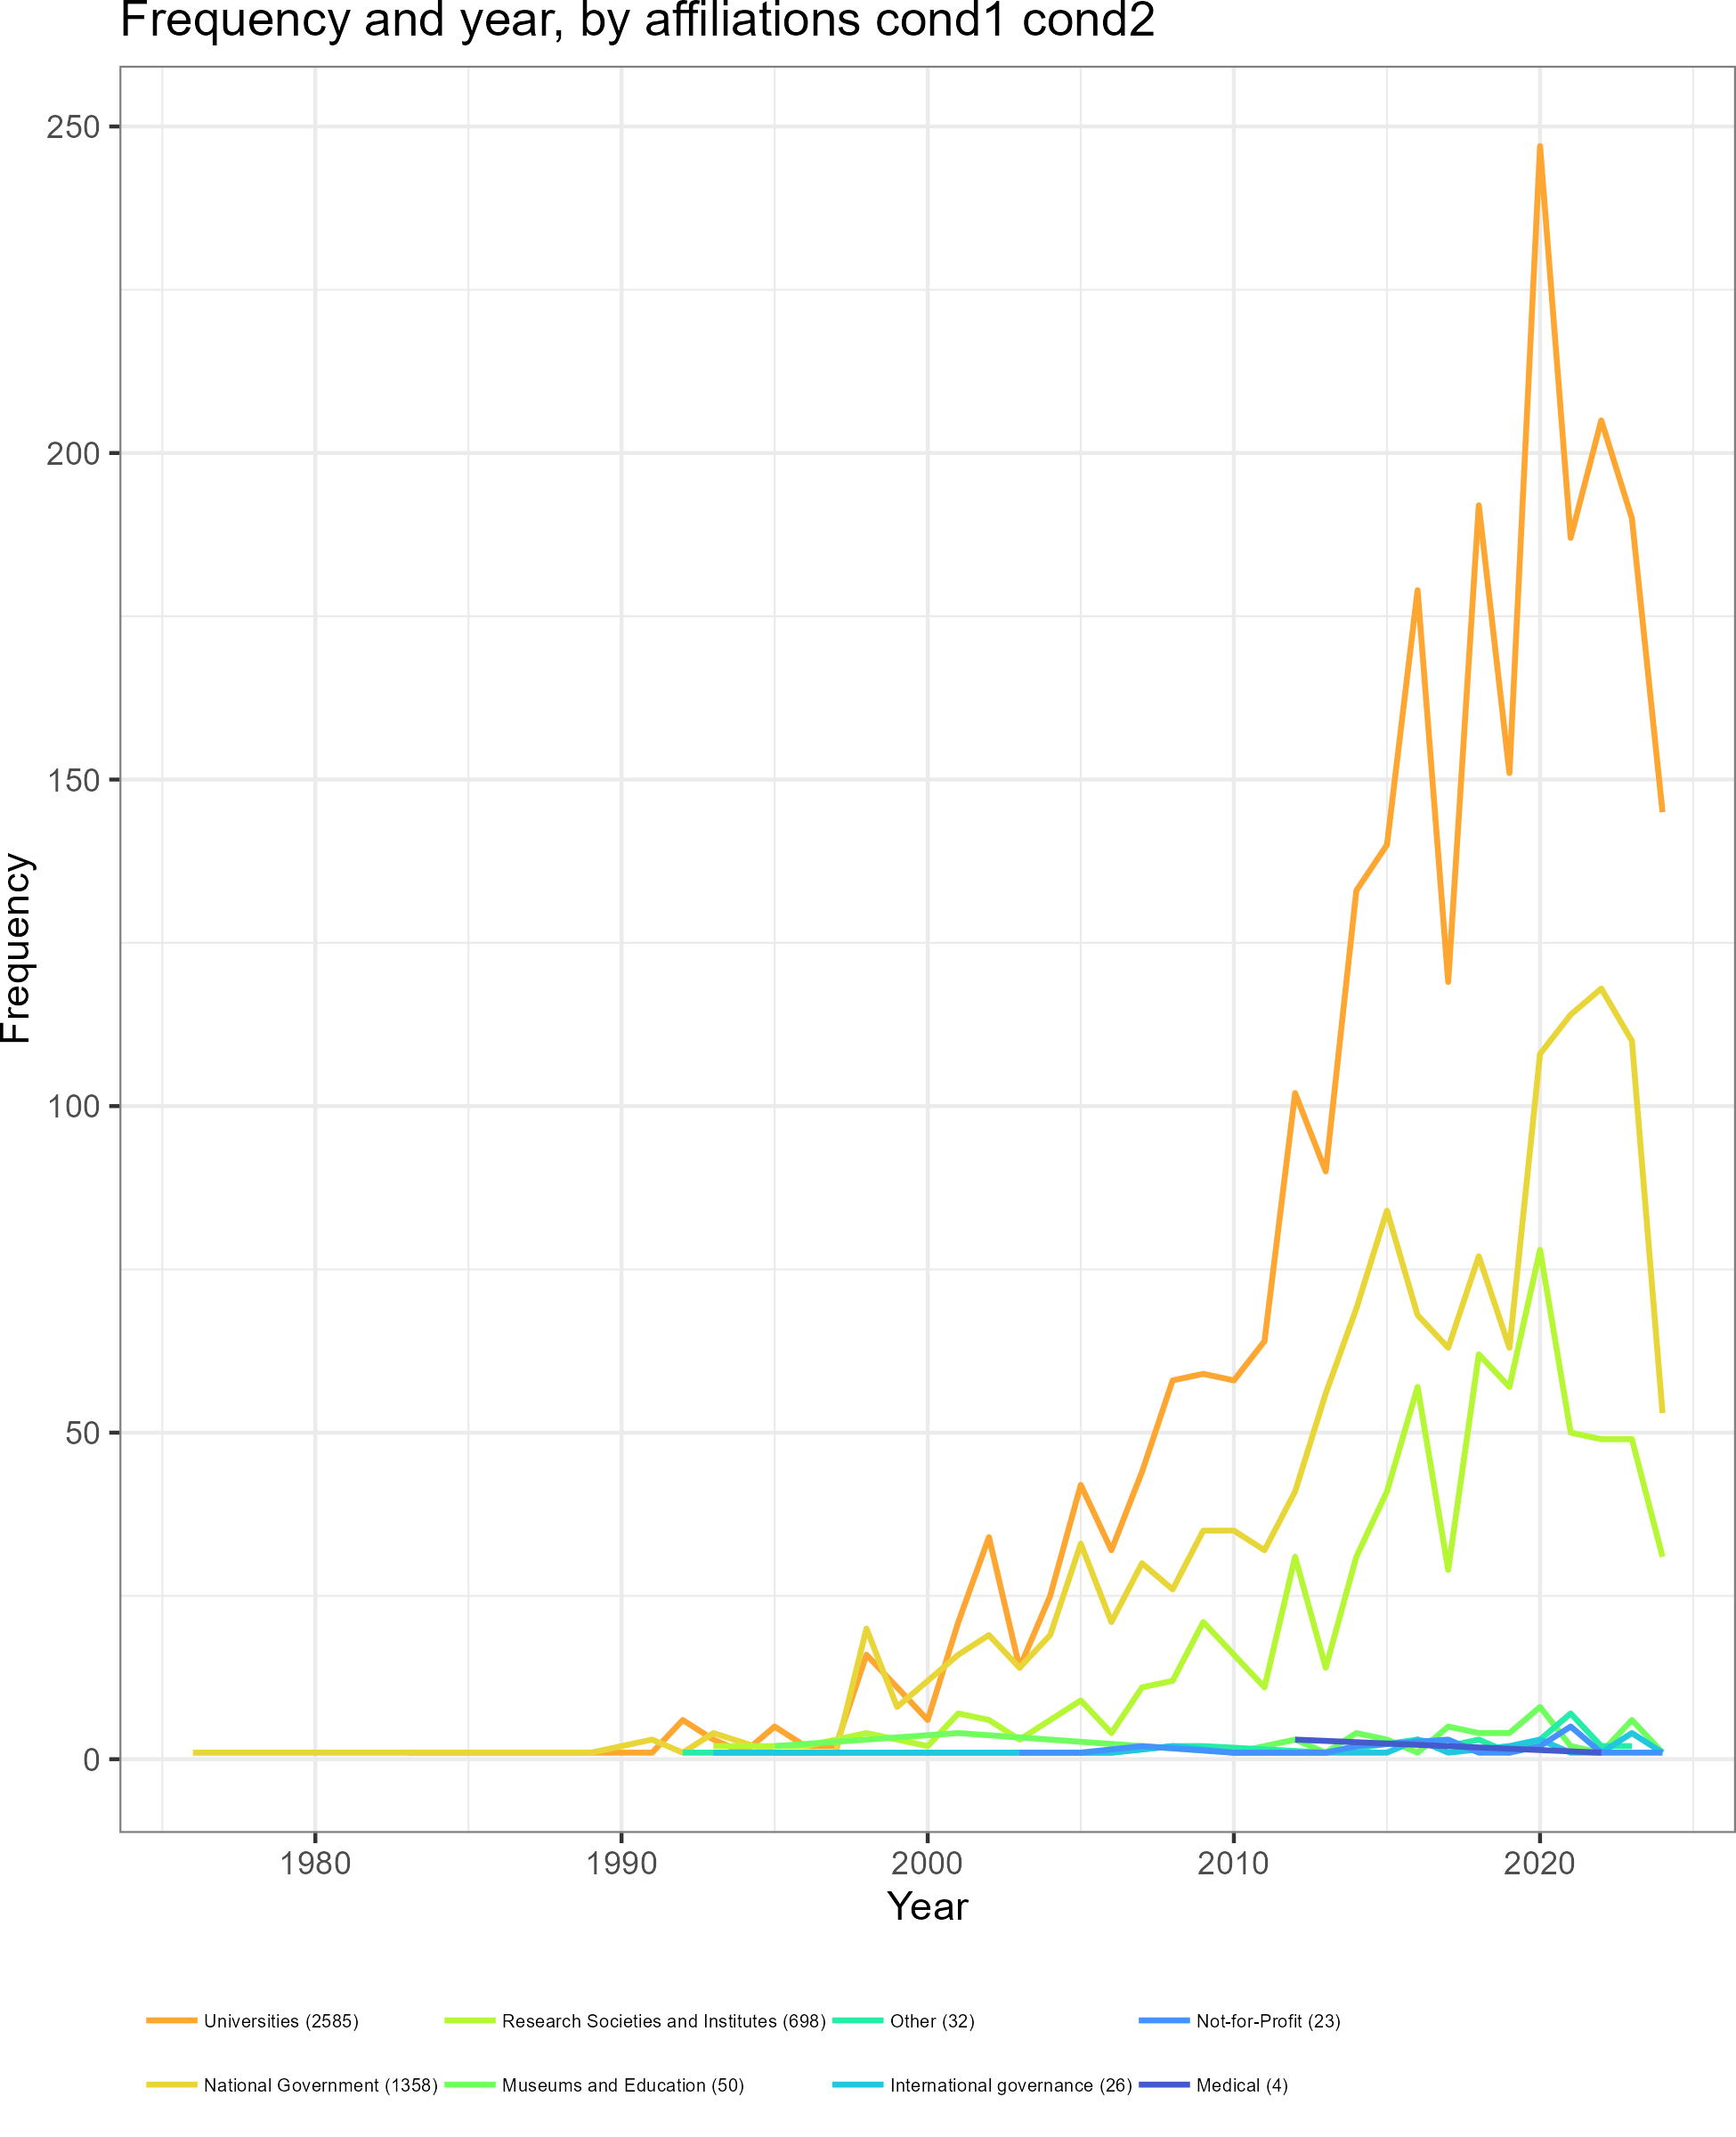 Frequency and year, by affiliations cond1 cond2
250
200
150
100
50
0
Frequency
1980 1990 2000 2010 2020
Year
Universities (2585) Research Societies and Institutes (698) Other (32) Not-for-Profit (23)
National Government (1358) Museums and Education (50) International governance (26) Medical (4)